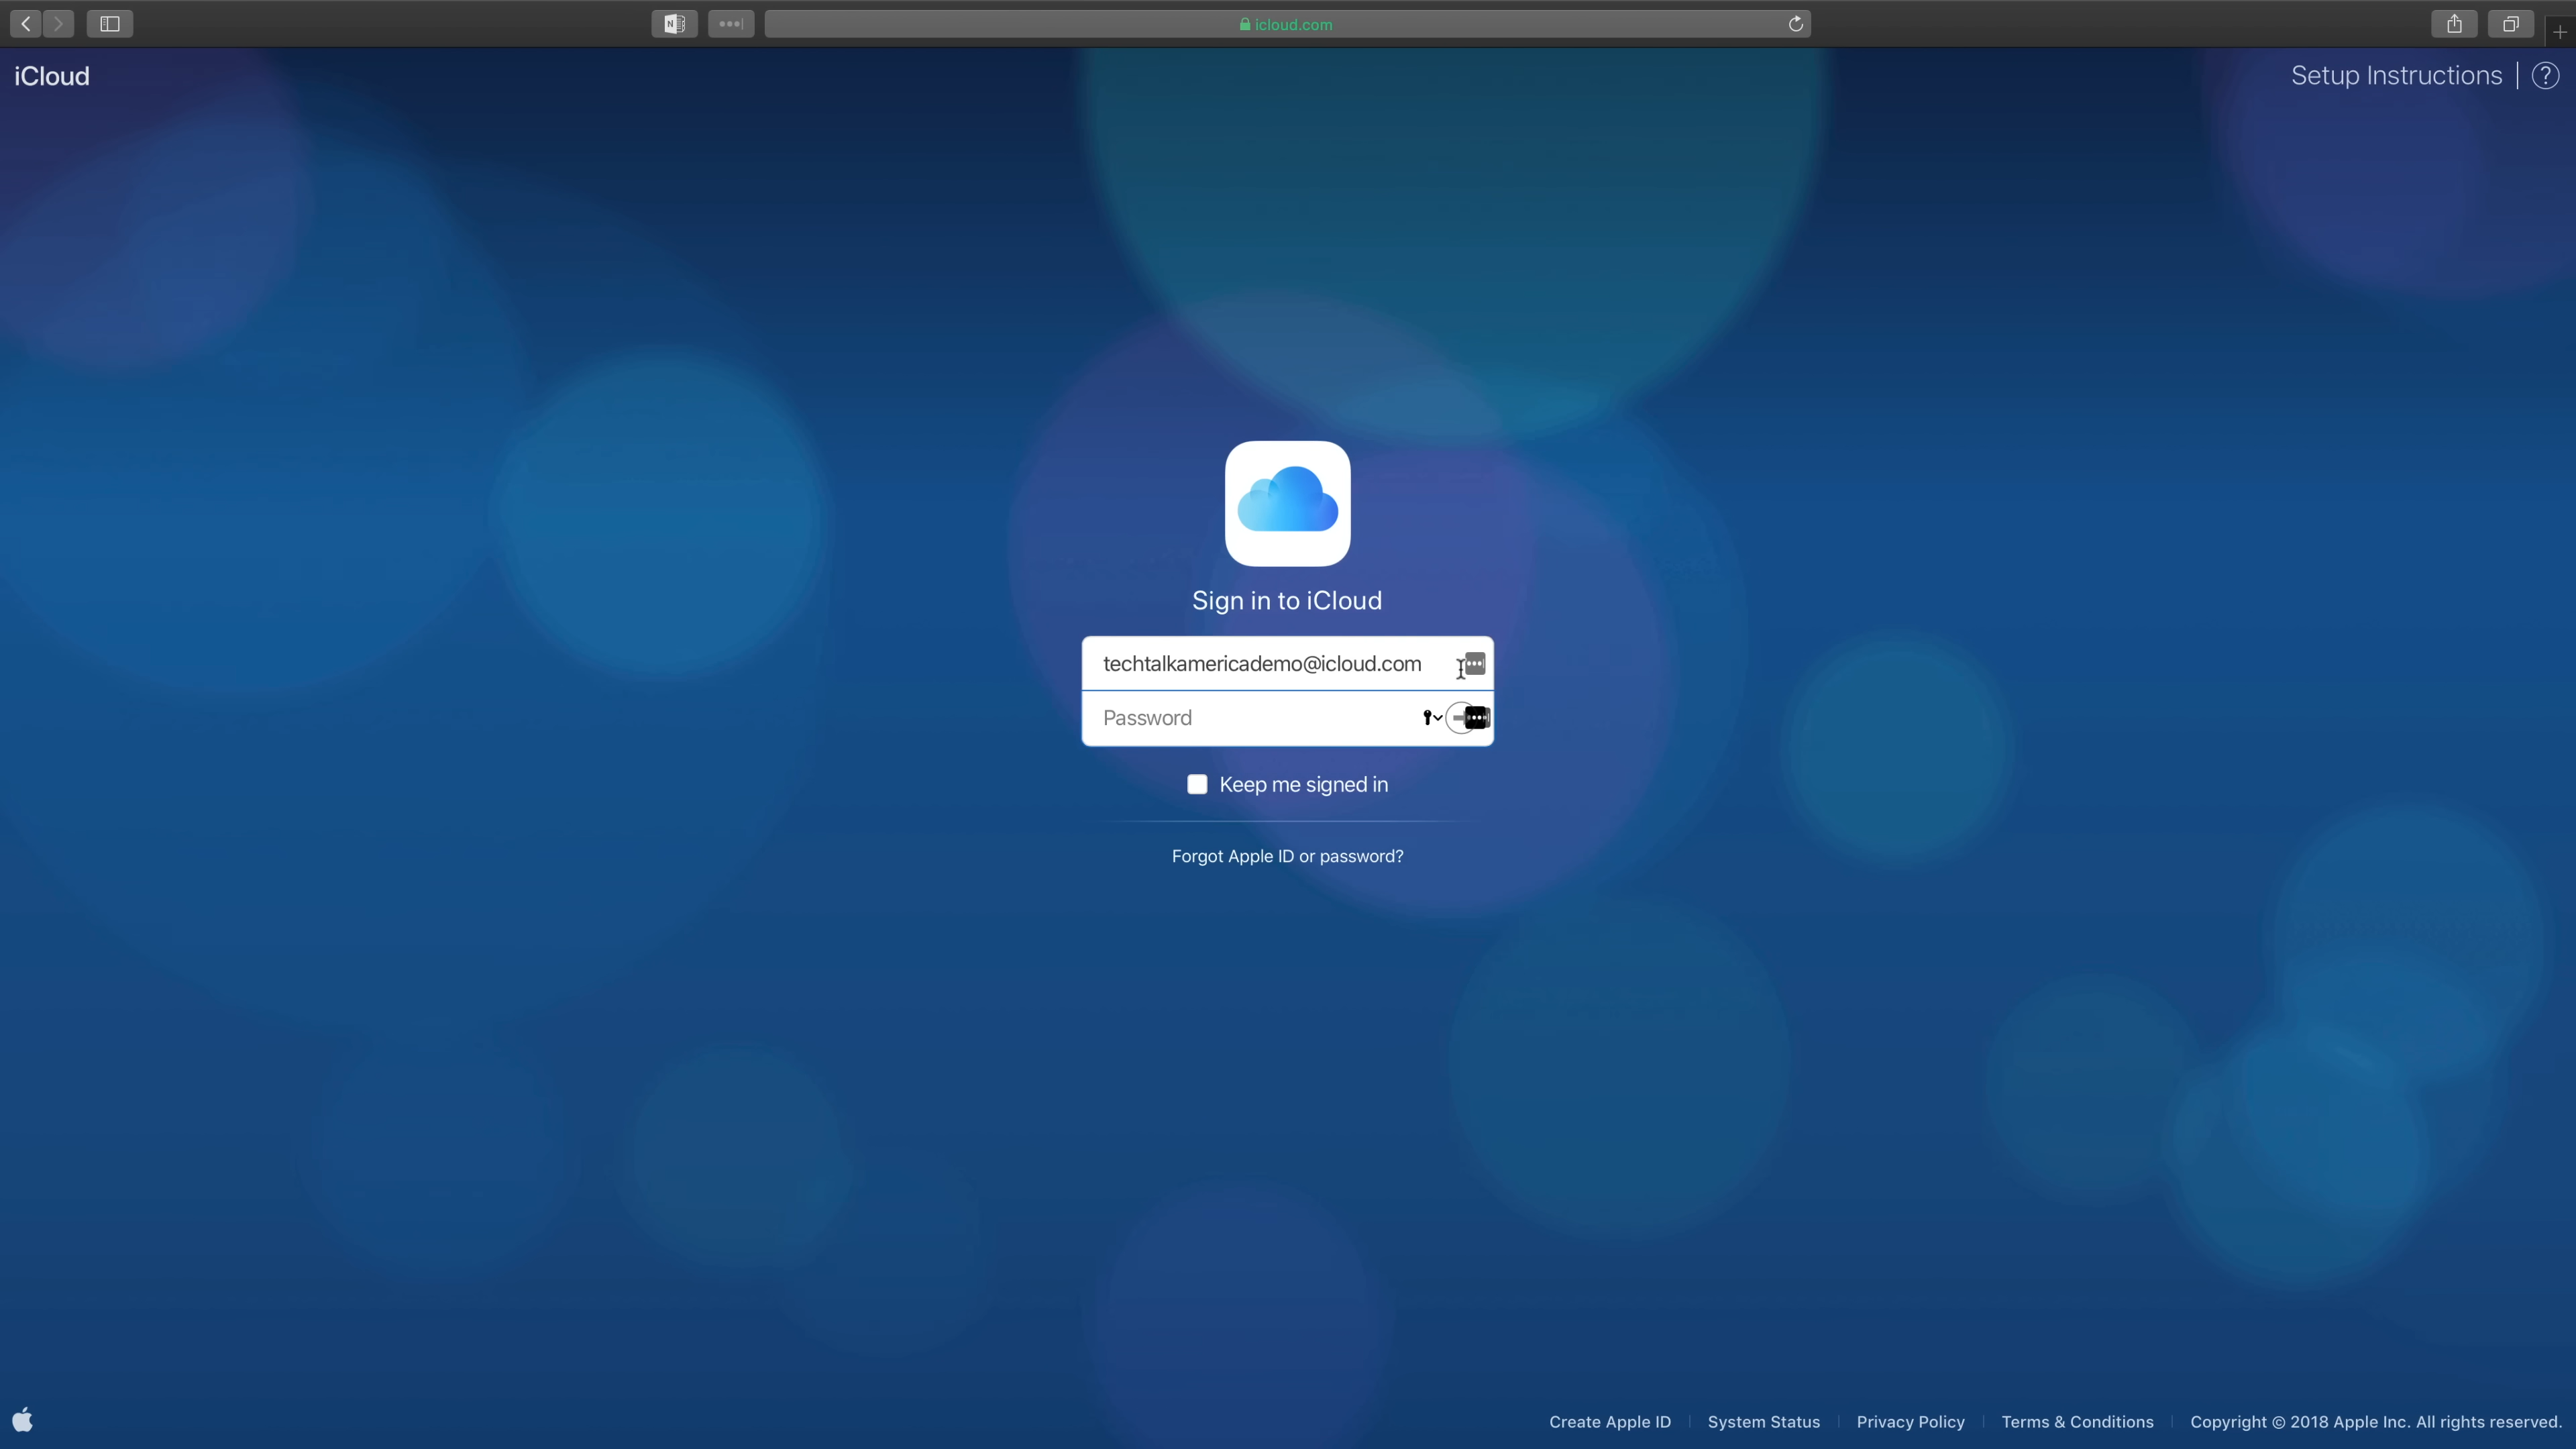 icloud.com
iCloud
Setup Instructions
Sign in to iCloud
techtalkamericademo@icloud.com
Password
Keep me signed in
Forgot Apple ID or password?
Create Apple ID
System Status
Privacy Policy
Terms & Conditions
Copyright © 2018 Apple Inc. All rights reserved.